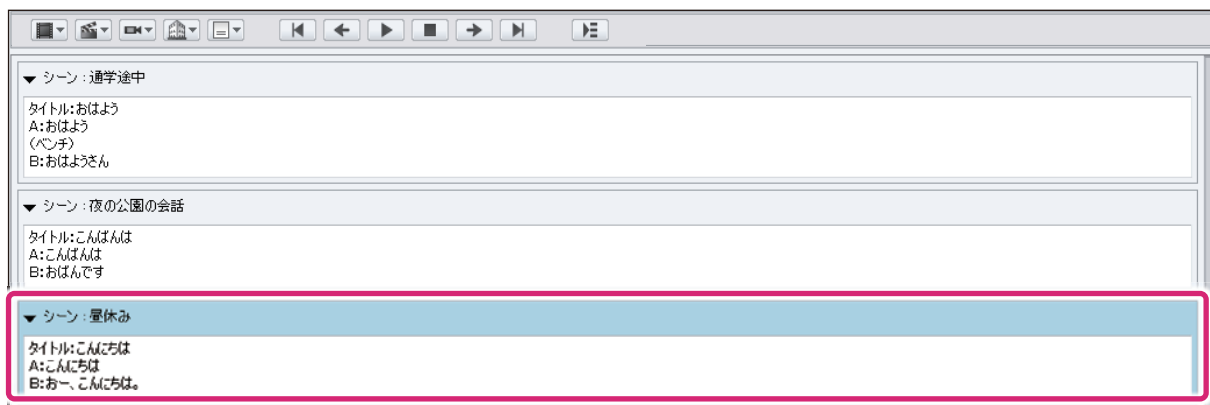 シーン：通学途中
タイトル:おはよう
A:おはよう
(ベンチ)
B:おはようさん
シーン：夜の公園の会話
タイトル:こんばんは
A:こんばんは
B:おばんです
シーン：昼休み
タイトル:こんにちは
A:こんにちは
B:おー、こんにちは。